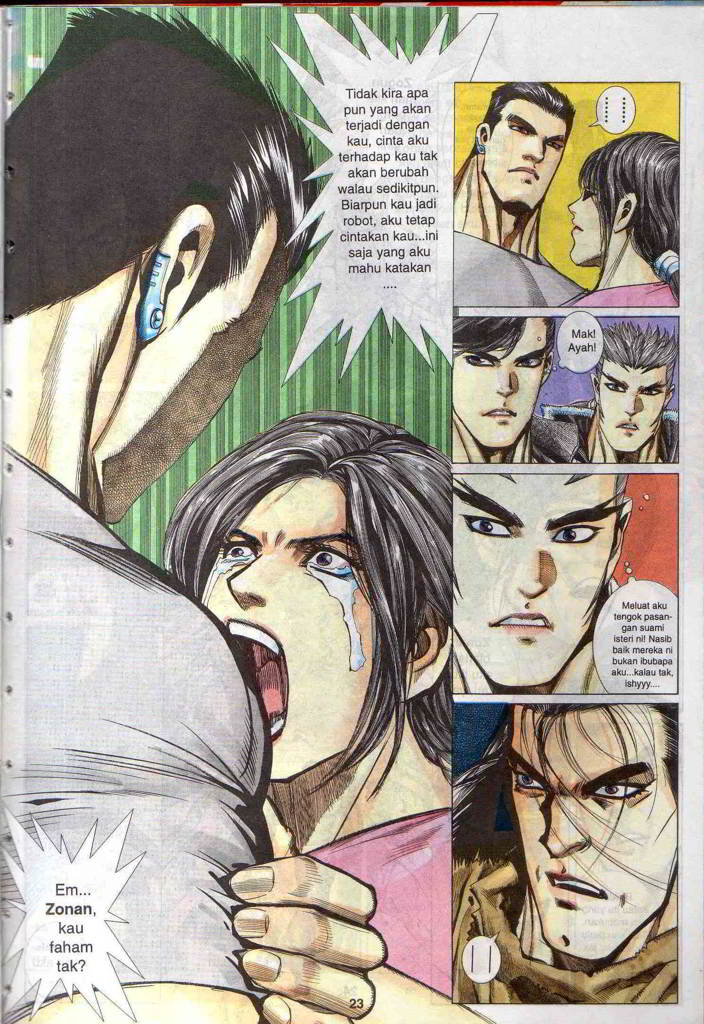 Tidak kira apa
pun yang akan
terjadi dengan
kau, cinta aku
terhadap kau tak
akan berubah
walau sedikitpun.
Biarpun kau jadi
robot, aku tetap
cintakan kau...ini
saja yang aku
mahu katakan
....
Em...
Zonan,
kau
faham
tak?
Mak!
Ayah!
Meluat aku
tengok pasan-
gan suami
isteri ni! Nasib
baik mereka ni
bukan ibubapa
aku...kalau tak,
ishyyy....
23